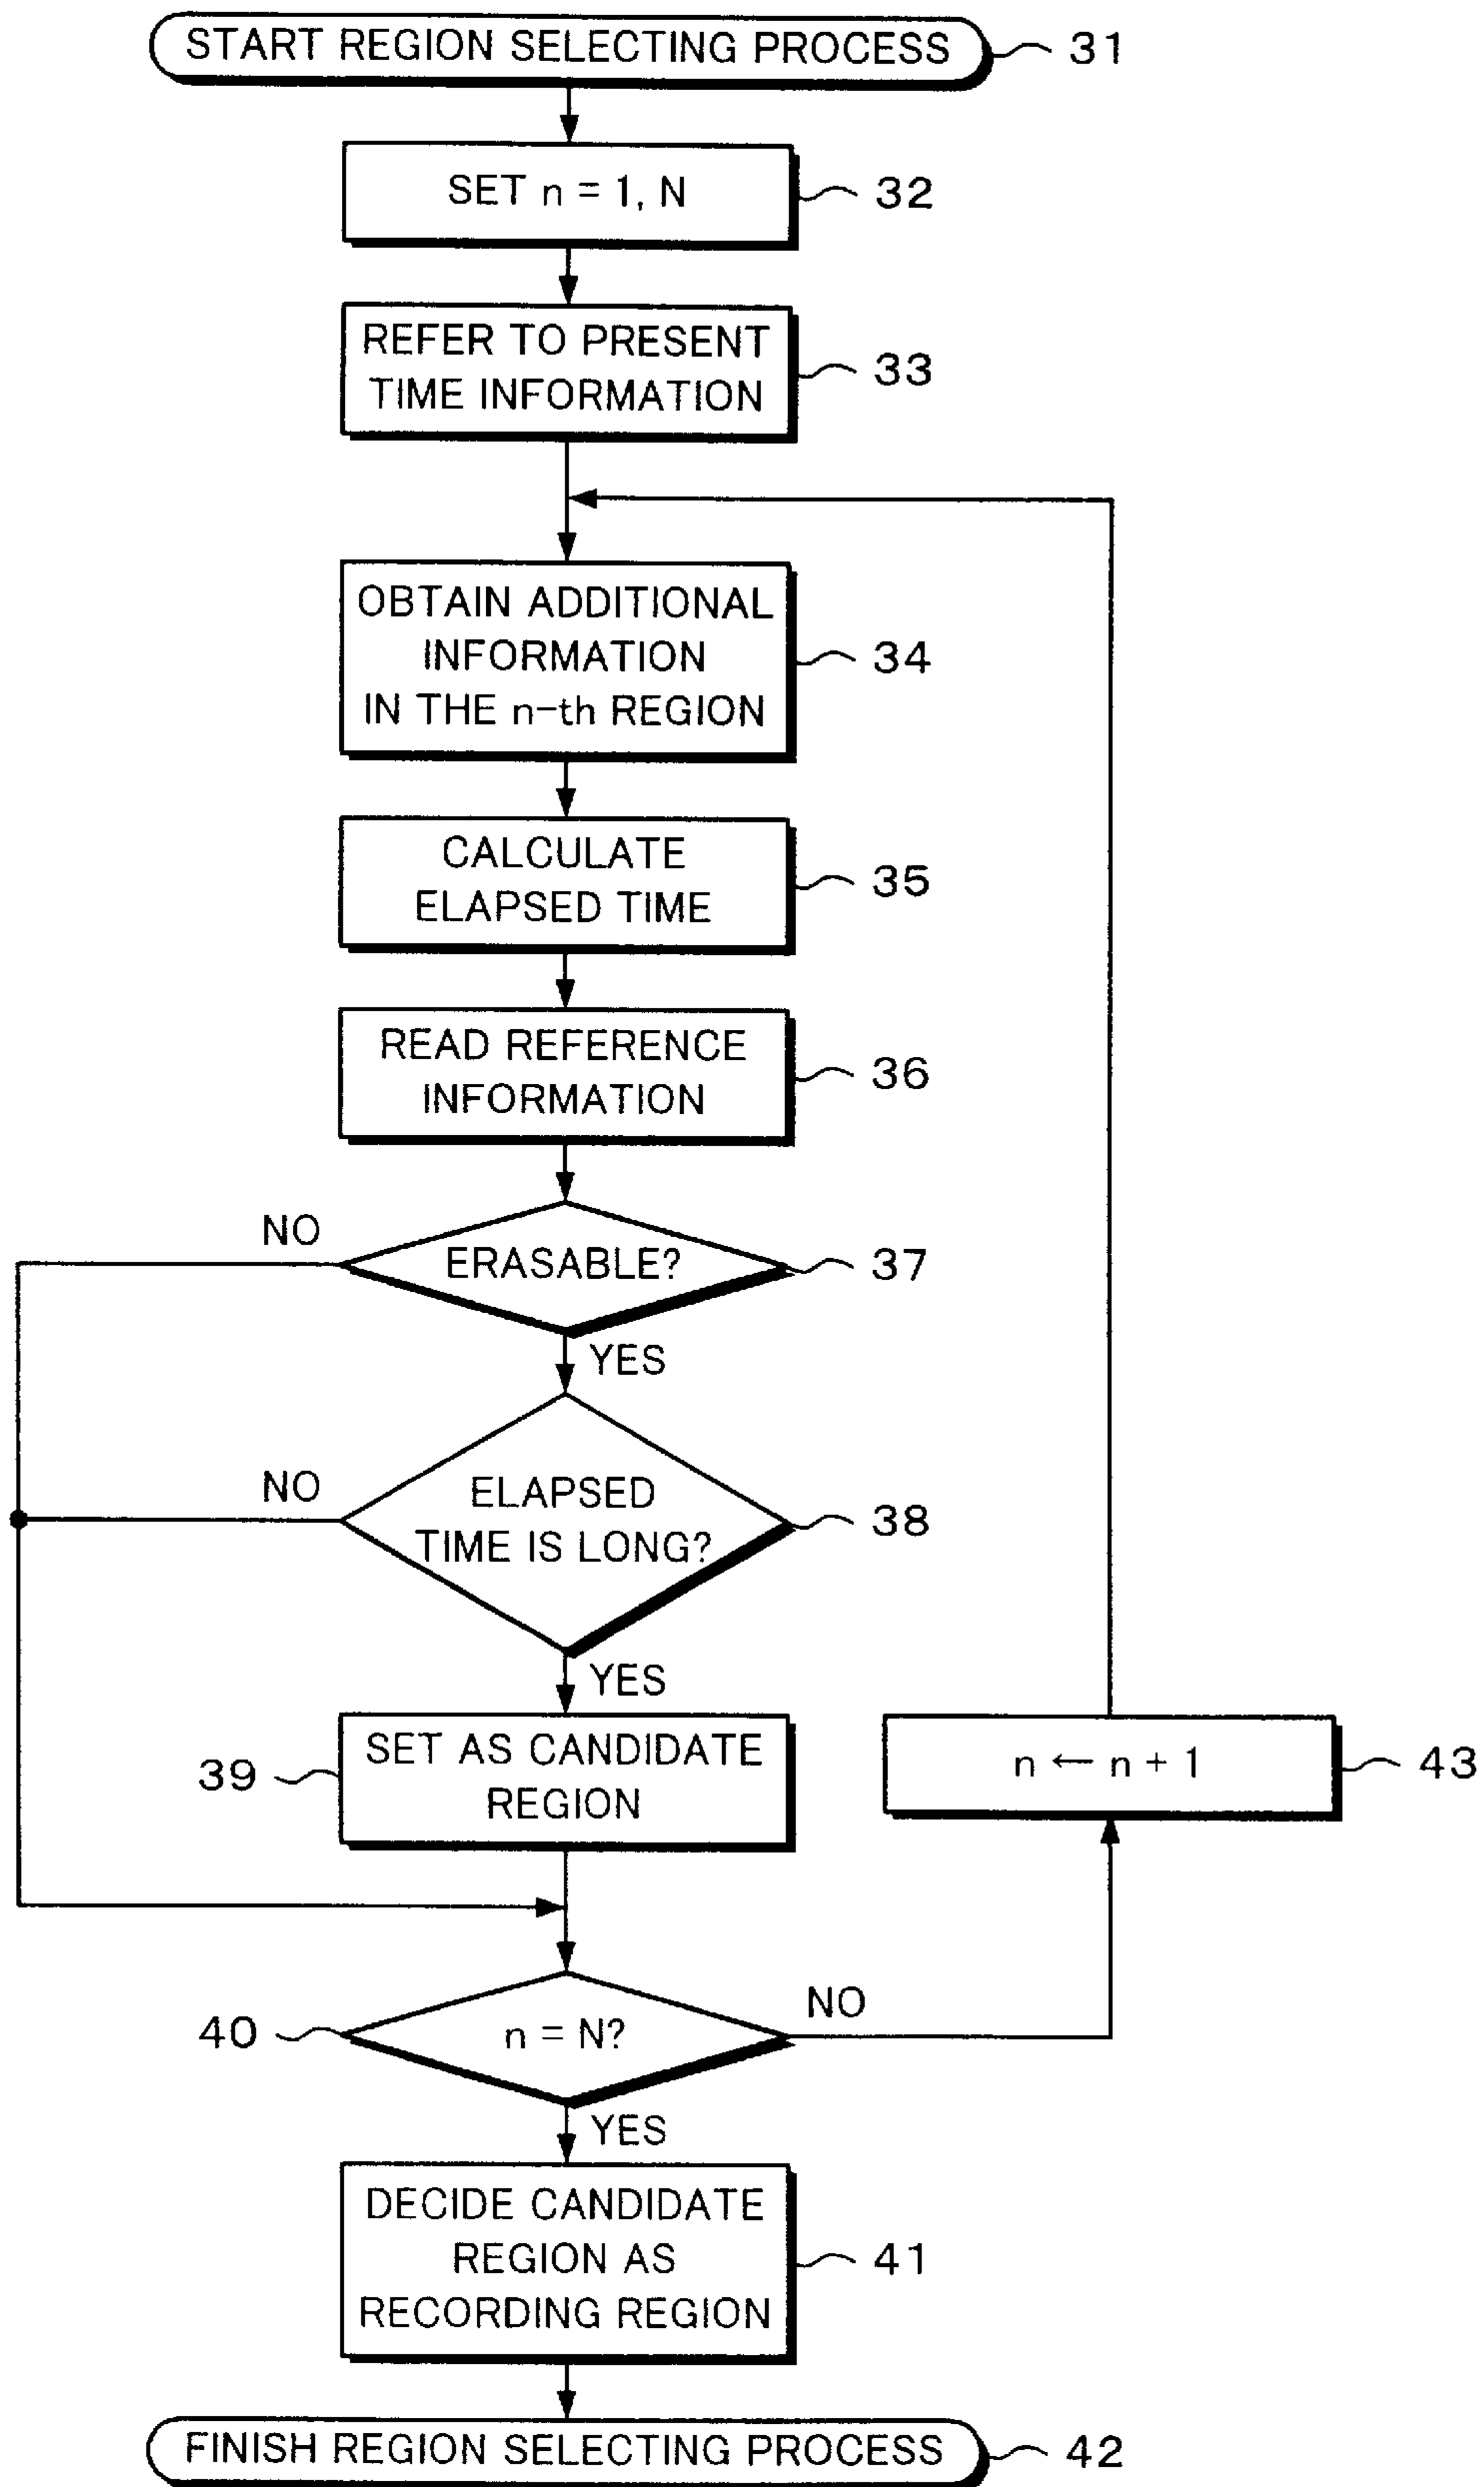 START REGION SELECTING PROCESS 31
SET n = 1, N 32
REFER TO PRESENT
TIME INFORMATION
33
OBTAIN ADDITIONAL
INFORMATION
IN THE n-th REGION
34
CALCULATE
ELAPSED TIME
35
READ REFERENCE
INFORMATION
36
NO
ERASABLE? 37
YES
NO
ELAPSED
TIME IS LONG?
38
YES
39
SET AS CANDIDATE
REGION
n ← n + 1 43
40 n = N?
NO
YES
DECIDE CANDIDATE
REGION AS
RECORDING REGION
41
FINISH REGION SELECTING PROCESS 42